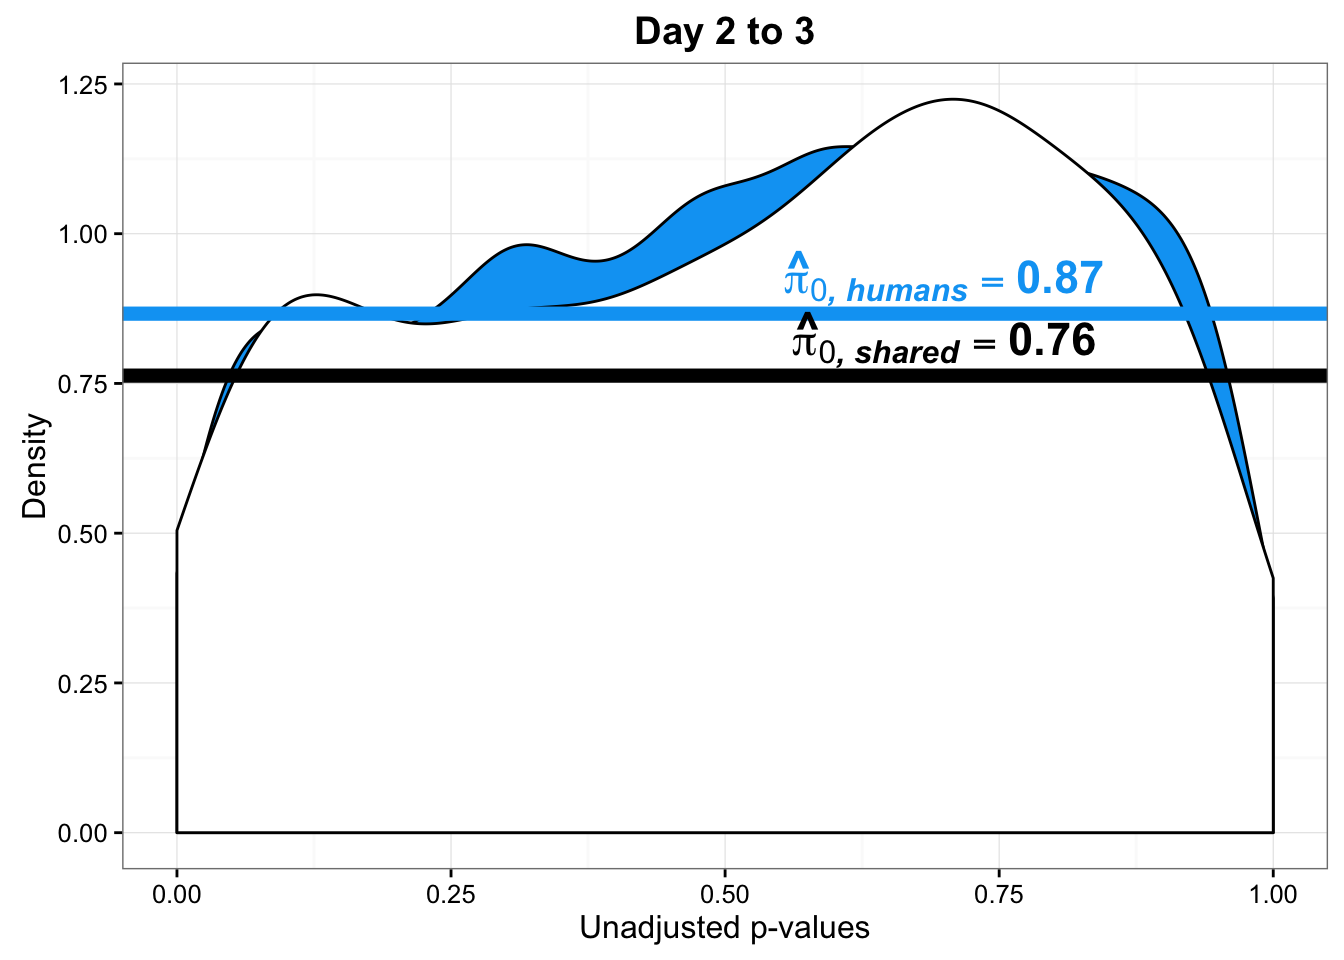 Day 2 to 3
1.25
1.00
0.75
0.50
0.25
0.00
Density
π̂0, humans = 0.87
π̂0, shared = 0.76
0.00 0.25 0.50 0.75 1.00
Unadjusted p-values